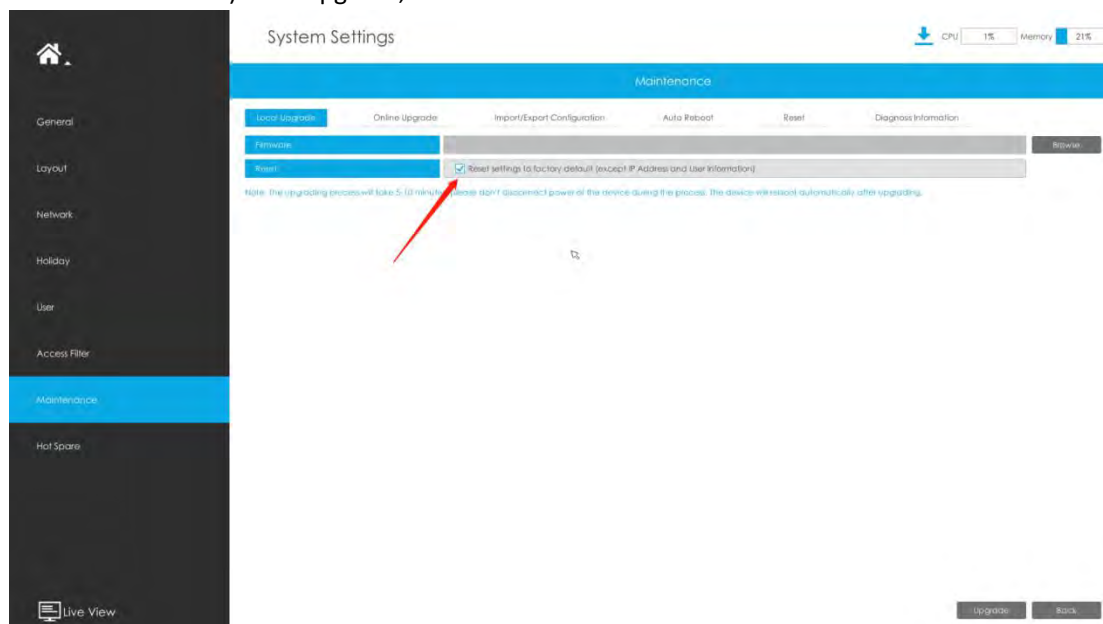 System Settings
CPU 1% Memory 21%
Maintenance
General
Local Upgrade Online Upgrade Import/Export Configuration Auto Reboot Reset Diagnosis Information
Firmware Browse
Layout
Reset Reset settings to factory default (except IP Address and User Information)
Note: The upgrading process will take 5-10 minutes please don't disconnect power of the device during the process. The device will reboot automatically after upgrading.
Network
Holiday
User
Access Filter
Maintenance
Hot Spare
Live View
Upgrade Back